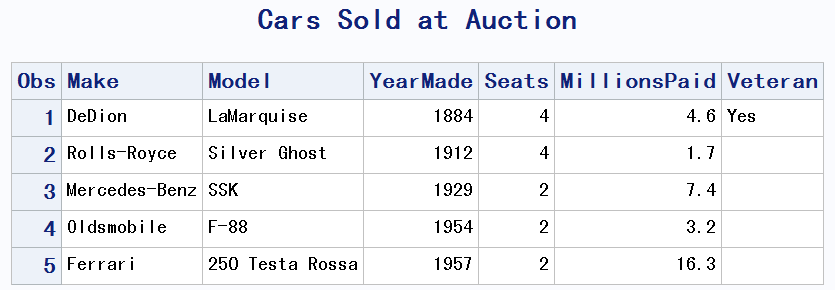 Cars Sold at Auction
Obs Make Model YearMade Seats MillionsPaid Veteran
1 DeDion LaMarquise 1884 4 4.6 Yes
2 Rolls-Royce Silver Ghost 1912 4 1.7
3 Mercedes-Benz SSK 1929 2 7.4
4 Oldsmobile F-88 1954 2 3.2
5 Ferrari 250 Testa Rossa 1957 2 16.3